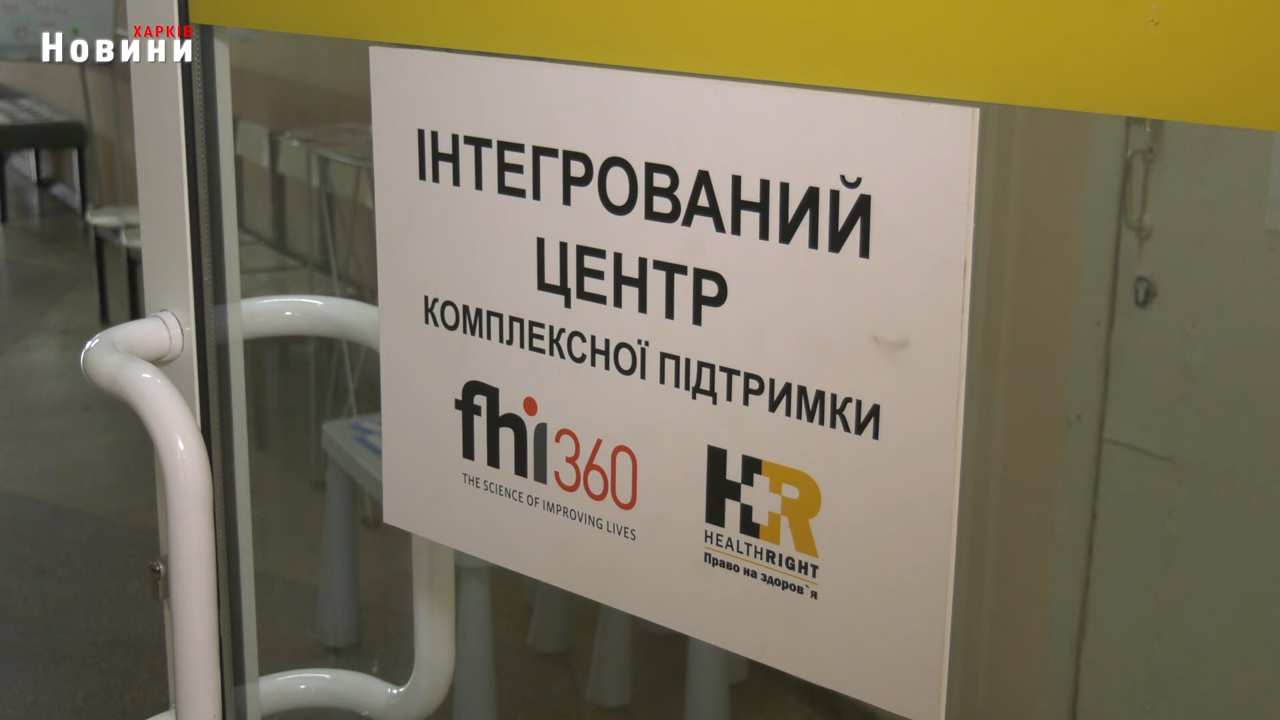 ХАРКІВ
Новини
ІНТЕГРОВАНИЙ
ЦЕНТР
КОМПЛЕКСНОЇ ПІДТРИМКИ
fhi360
THE SCIENCE OF IMPROVING LIVES
HR
HEALTHRIGHT
Право на здоров`я